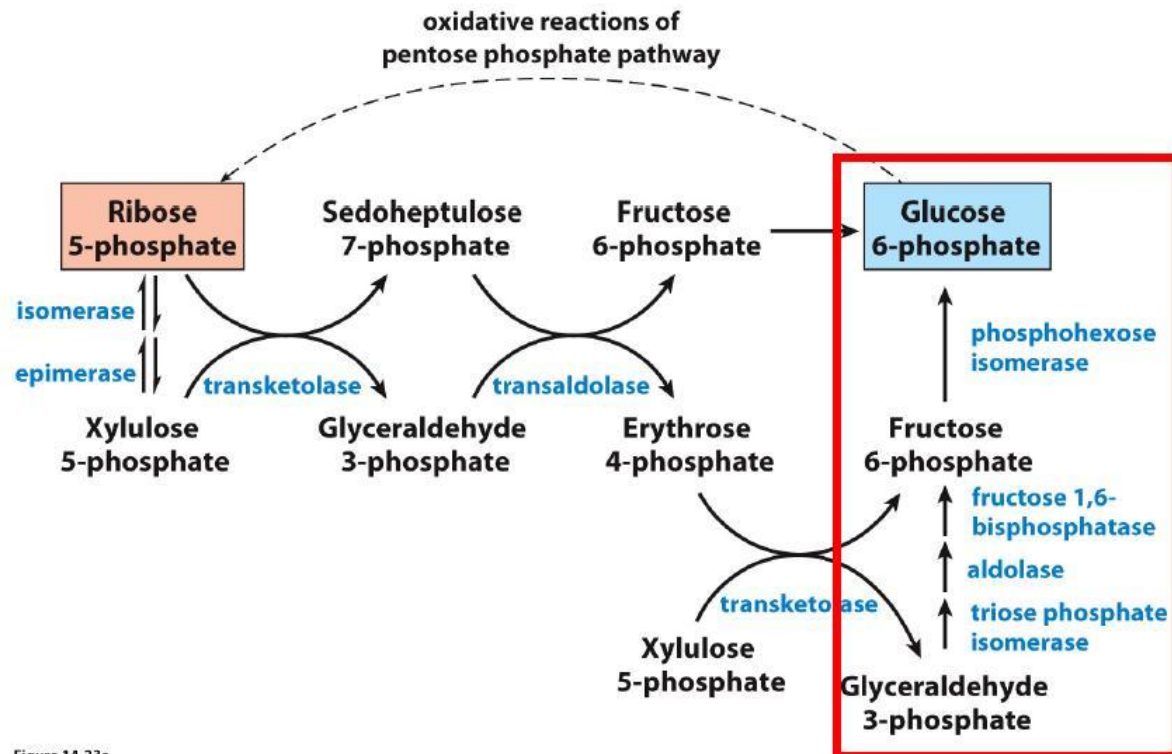 oxidative reactions of
pentose phosphate pathway
Ribose
5-phosphate
Sedoheptulose
7-phosphate
Fructose
6-phosphate
Glucose
6-phosphate
isomerase
epimerase
transketolase
transaldolase
phosphohexose
isomerase
Xylulose
5-phosphate
Glyceraldehyde
3-phosphate
Erythrose
4-phosphate
Fructose
6-phosphate
fructose 1,6-
bisphosphatase
aldolase
triose phosphate
isomerase
transketolase
Xylulose
5-phosphate
Glyceraldehyde
3-phosphate